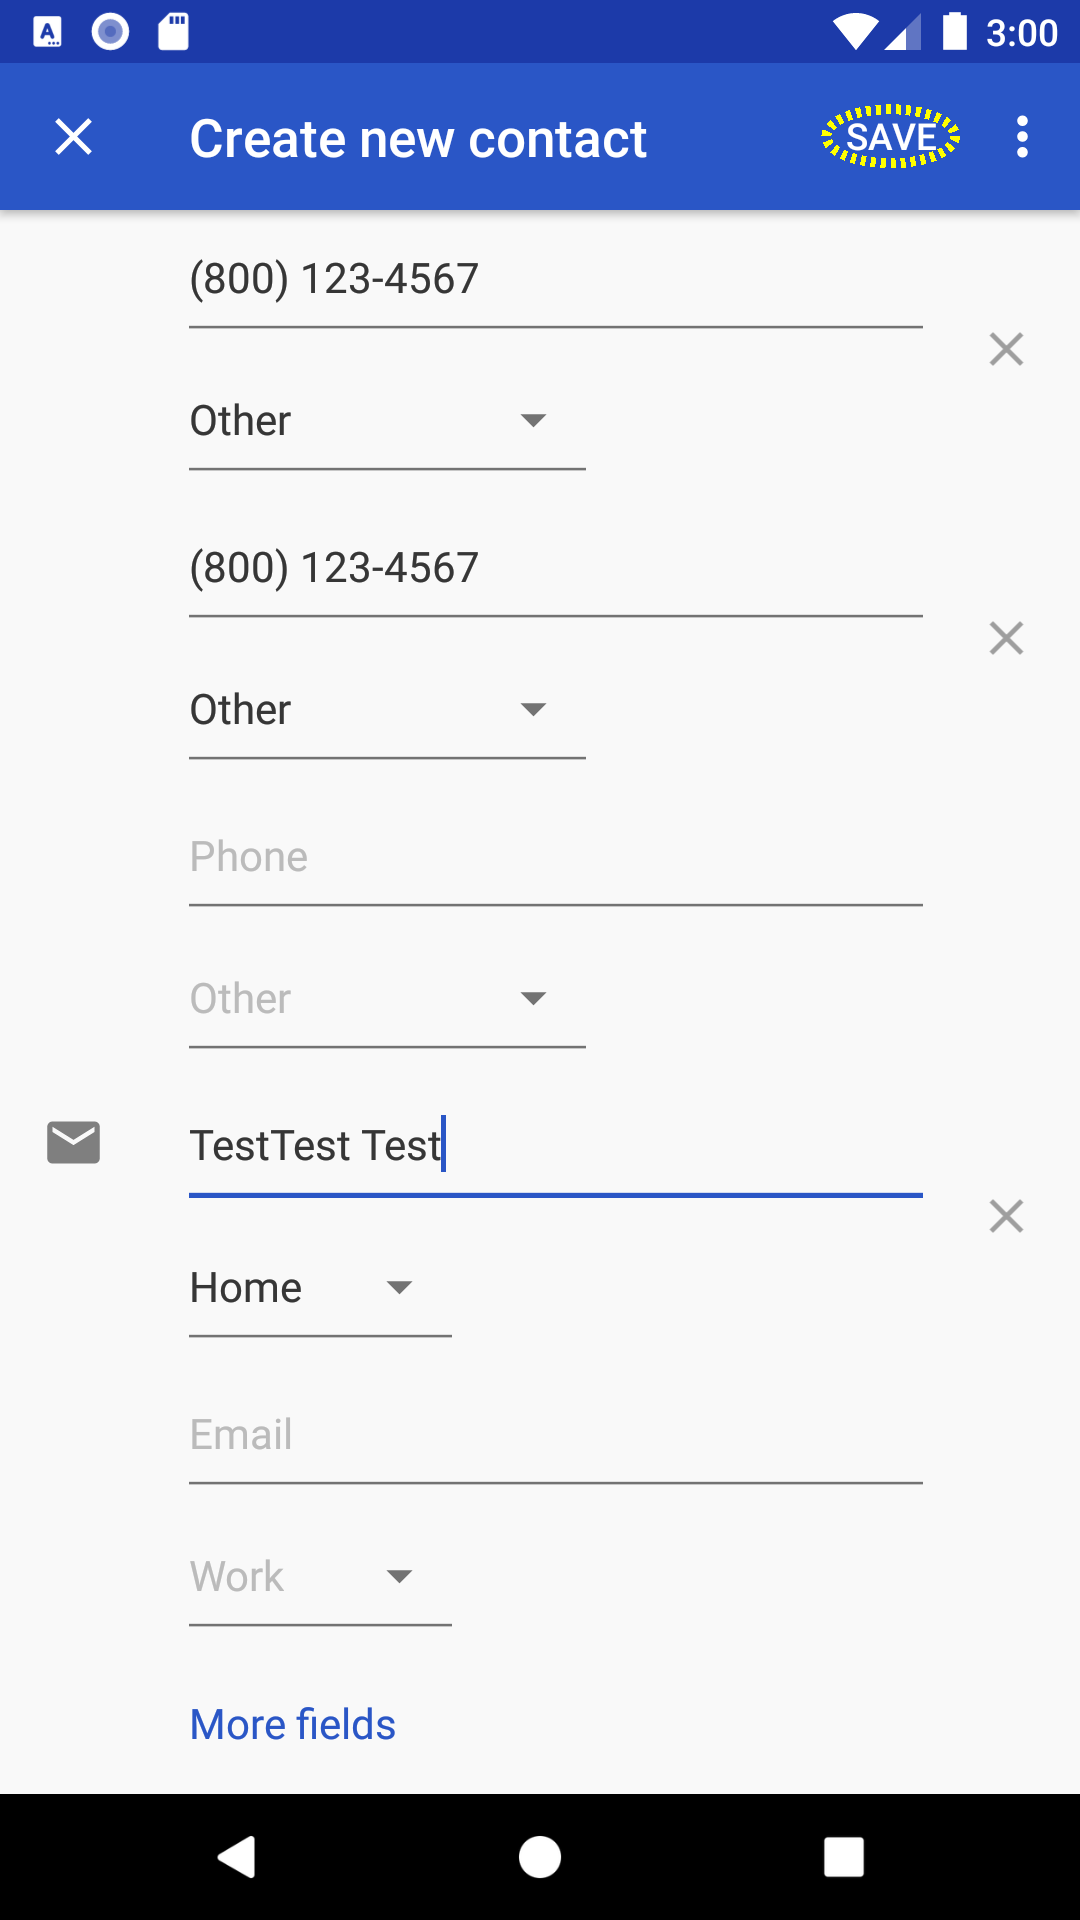 3:00
Create new contact SAVE
(800) 123-4567
Other
(800) 123-4567
Other
Phone
Other
TestTest Test
Home
Email
Work
More fields